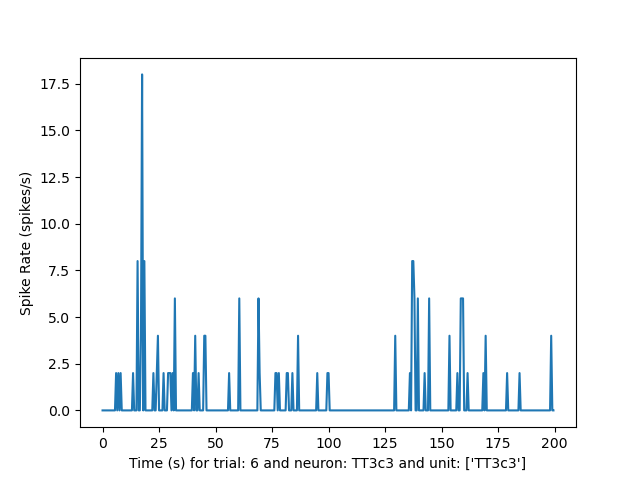 17.5
15.0
12.5
10.0
7.5
5.0
2.5
0.0
Spike Rate (spikes/s)
0 25 50 75 100 125 150 175 200
Time (s) for trial: 6 and neuron: TT3c3 and unit: ['TT3c3']